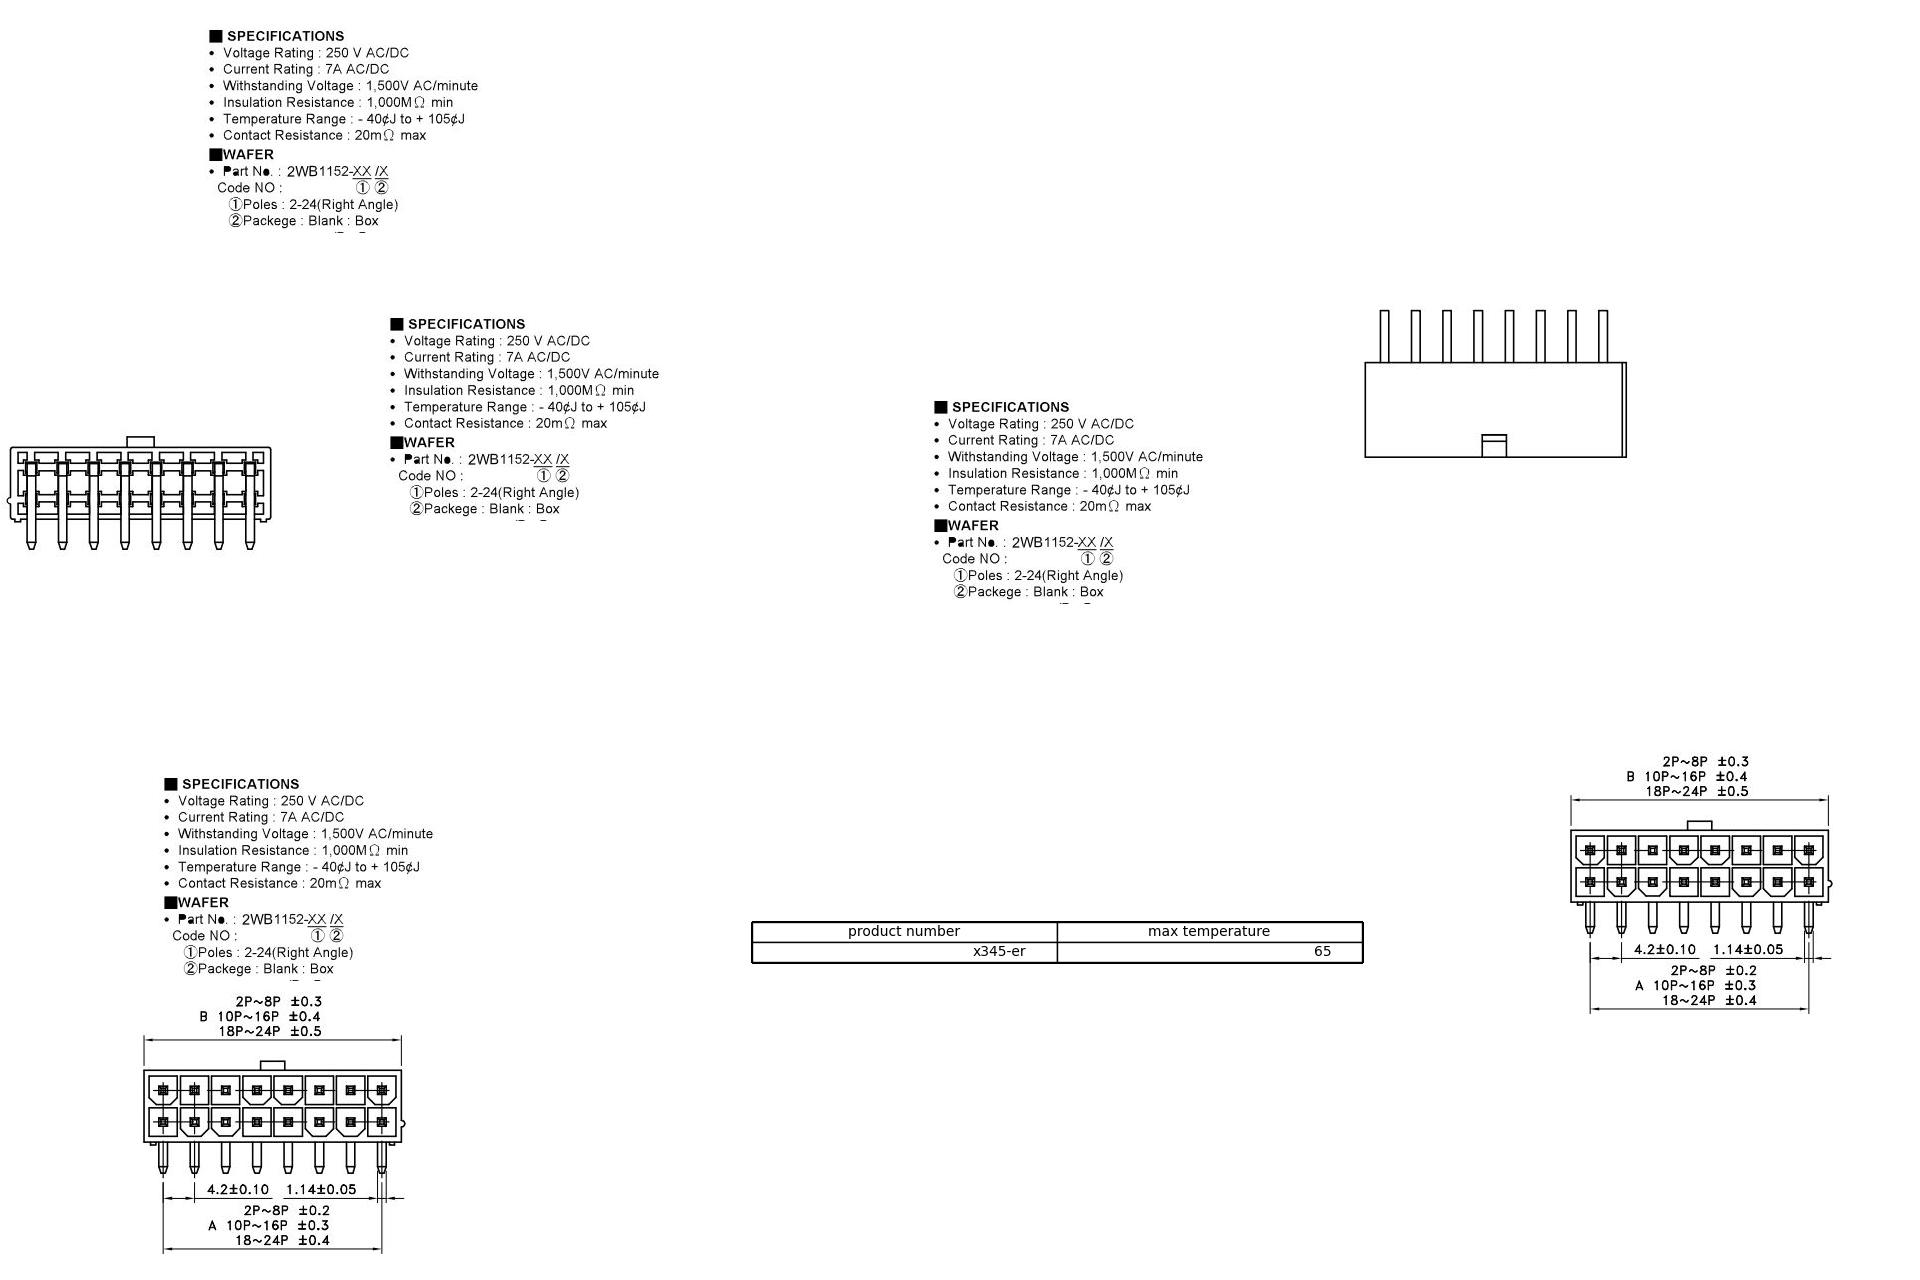 ■ SPECIFICATIONS
• Voltage Rating : 250 V AC/DC
• Current Rating : 7A AC/DC
• Withstanding Voltage : 1,500V AC/minute
• Insulation Resistance : 1,000MΩ min
• Temperature Range : - 40¢J to + 105¢J
• Contact Resistance : 20mΩ max
■WAFER
• Part No. : 2WB1152-XX /X
Code NO : ① ②
①Poles : 2-24(Right Angle)
②Packege : Blank : Box
■ SPECIFICATIONS
• Voltage Rating : 250 V AC/DC
• Current Rating : 7A AC/DC
• Withstanding Voltage : 1,500V AC/minute
• Insulation Resistance : 1,000MΩ min
• Temperature Range : - 40¢J to + 105¢J
• Contact Resistance : 20mΩ max
■WAFER
• Part No. : 2WB1152-XX /X
Code NO : ① ②
①Poles : 2-24(Right Angle)
②Packege : Blank : Box
■ SPECIFICATIONS
• Voltage Rating : 250 V AC/DC
• Current Rating : 7A AC/DC
• Withstanding Voltage : 1,500V AC/minute
• Insulation Resistance : 1,000MΩ min
• Temperature Range : - 40¢J to + 105¢J
• Contact Resistance : 20mΩ max
■WAFER
• Part No. : 2WB1152-XX /X
Code NO : ① ②
①Poles : 2-24(Right Angle)
②Packege : Blank : Box
■ SPECIFICATIONS
• Voltage Rating : 250 V AC/DC
• Current Rating : 7A AC/DC
• Withstanding Voltage : 1,500V AC/minute
• Insulation Resistance : 1,000MΩ min
• Temperature Range : - 40¢J to + 105¢J
• Contact Resistance : 20mΩ max
■WAFER
• Part No. : 2WB1152-XX /X
Code NO : ① ②
①Poles : 2-24(Right Angle)
②Packege : Blank : Box
2P~8P ±0.3
B 10P~16P ±0.4
18P~24P ±0.5
4.2±0.10 1.14±0.05
2P~8P ±0.2
A 10P~16P ±0.3
18~24P ±0.4
product number max temperature
x345-er 65
2P~8P ±0.3
B 10P~16P ±0.4
18P~24P ±0.5
4.2±0.10 1.14±0.05
2P~8P ±0.2
A 10P~16P ±0.3
18~24P ±0.4